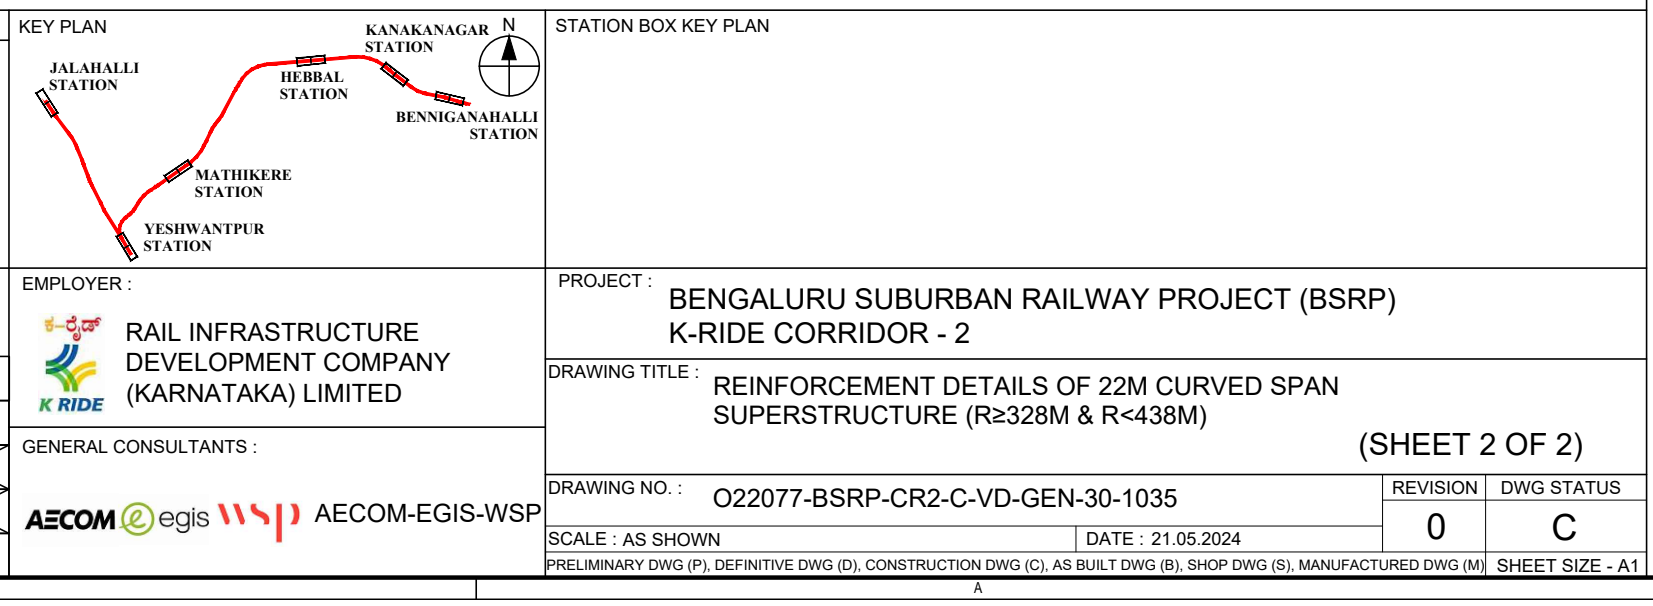 KEY PLAN
KANAKANAGAR
STATION
N
JALAHALLI
STATION
HEBBAL
STATION
BENNIGANAHALLI
STATION
MATHIKERE
STATION
YESHWANTPUR
STATION
STATION BOX KEY PLAN
EMPLOYER :
ಕ-ರೈಡ್
K RIDE
RAIL INFRASTRUCTURE
DEVELOPMENT COMPANY
(KARNATAKA) LIMITED
GENERAL CONSULTANTS :
AECOM e egis wsp AECOM-EGIS-WSP
PROJECT :
BENGALURU SUBURBAN RAILWAY PROJECT (BSRP)
K-RIDE CORRIDOR - 2
DRAWING TITLE :
REINFORCEMENT DETAILS OF 22M CURVED SPAN
SUPERSTRUCTURE (R≥328M & R<438M)
(SHEET 2 OF 2)
DRAWING NO. : O22077-BSRP-CR2-C-VD-GEN-30-1035
REVISION
0
DWG STATUS
C
SCALE : AS SHOWN
DATE : 21.05.2024
PRELIMINARY DWG (P), DEFINITIVE DWG (D), CONSTRUCTION DWG (C), AS BUILT DWG (B), SHOP DWG (S), MANUFACTURED DWG (M)
SHEET SIZE - A1
A